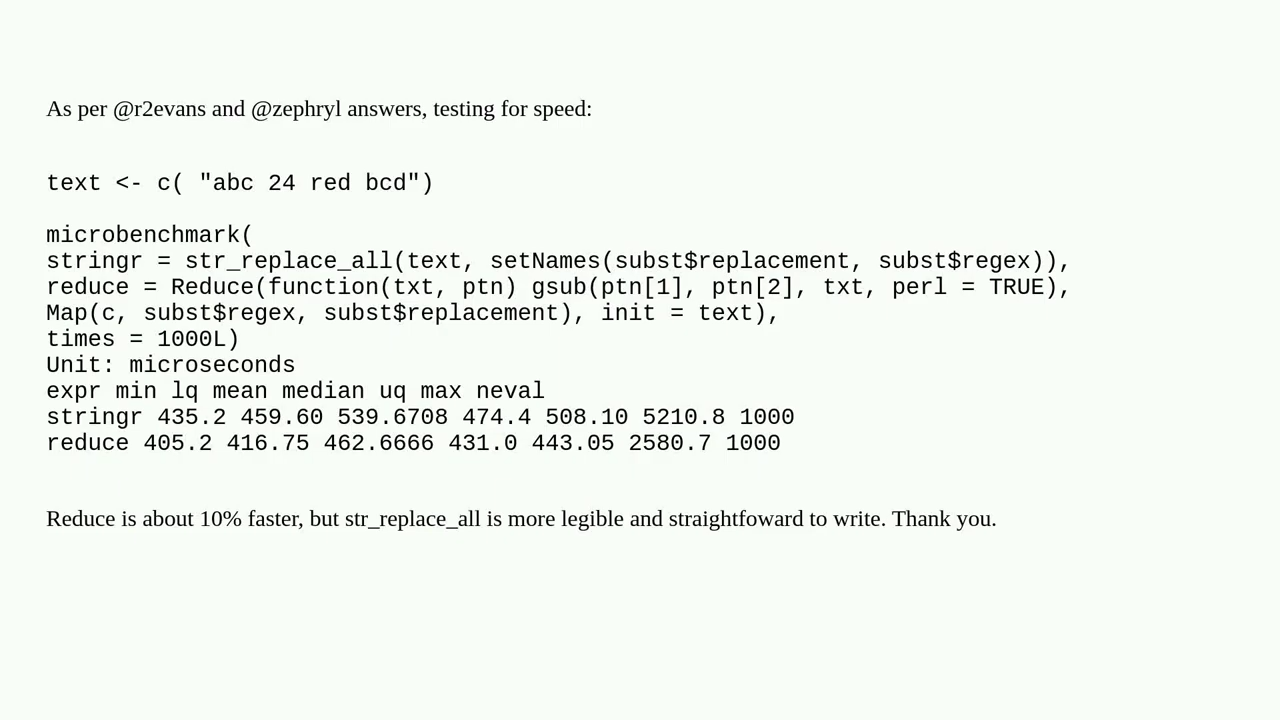 As per @r2evans and @zephryl answers, testing for speed:
text <- c( "abc 24 red bcd")
microbenchmark(
stringr = str_replace_all(text, setNames(subst$replacement, subst$regex)),
reduce = Reduce(function(txt, ptn) gsub(ptn[1], ptn[2], txt, perl = TRUE),
Map(c, subst$regex, subst$replacement), init = text),
times = 1000L)
Unit: microseconds
expr min lq mean median uq max neval
stringr 435.2 459.60 539.6708 474.4 508.10 5210.8 1000
reduce 405.2 416.75 462.6666 431.0 443.05 2580.7 1000
Reduce is about 10% faster, but str_replace_all is more legible and straightfoward to write. Thank you.